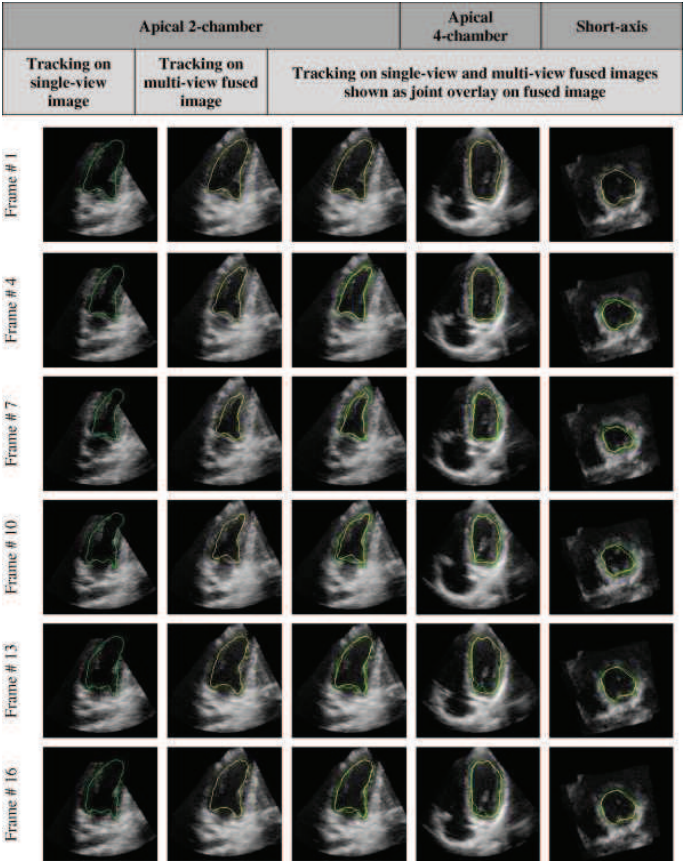 Apical 2-chamber
Apical
4-chamber
Short-axis
Tracking on
single-view
image
Tracking on
multi-view fused
image
Tracking on single-view and multi-view fused images
shown as joint overlay on fused image
Frame # 1
Frame # 4
Frame # 7
Frame # 10
Frame # 13
Frame # 16